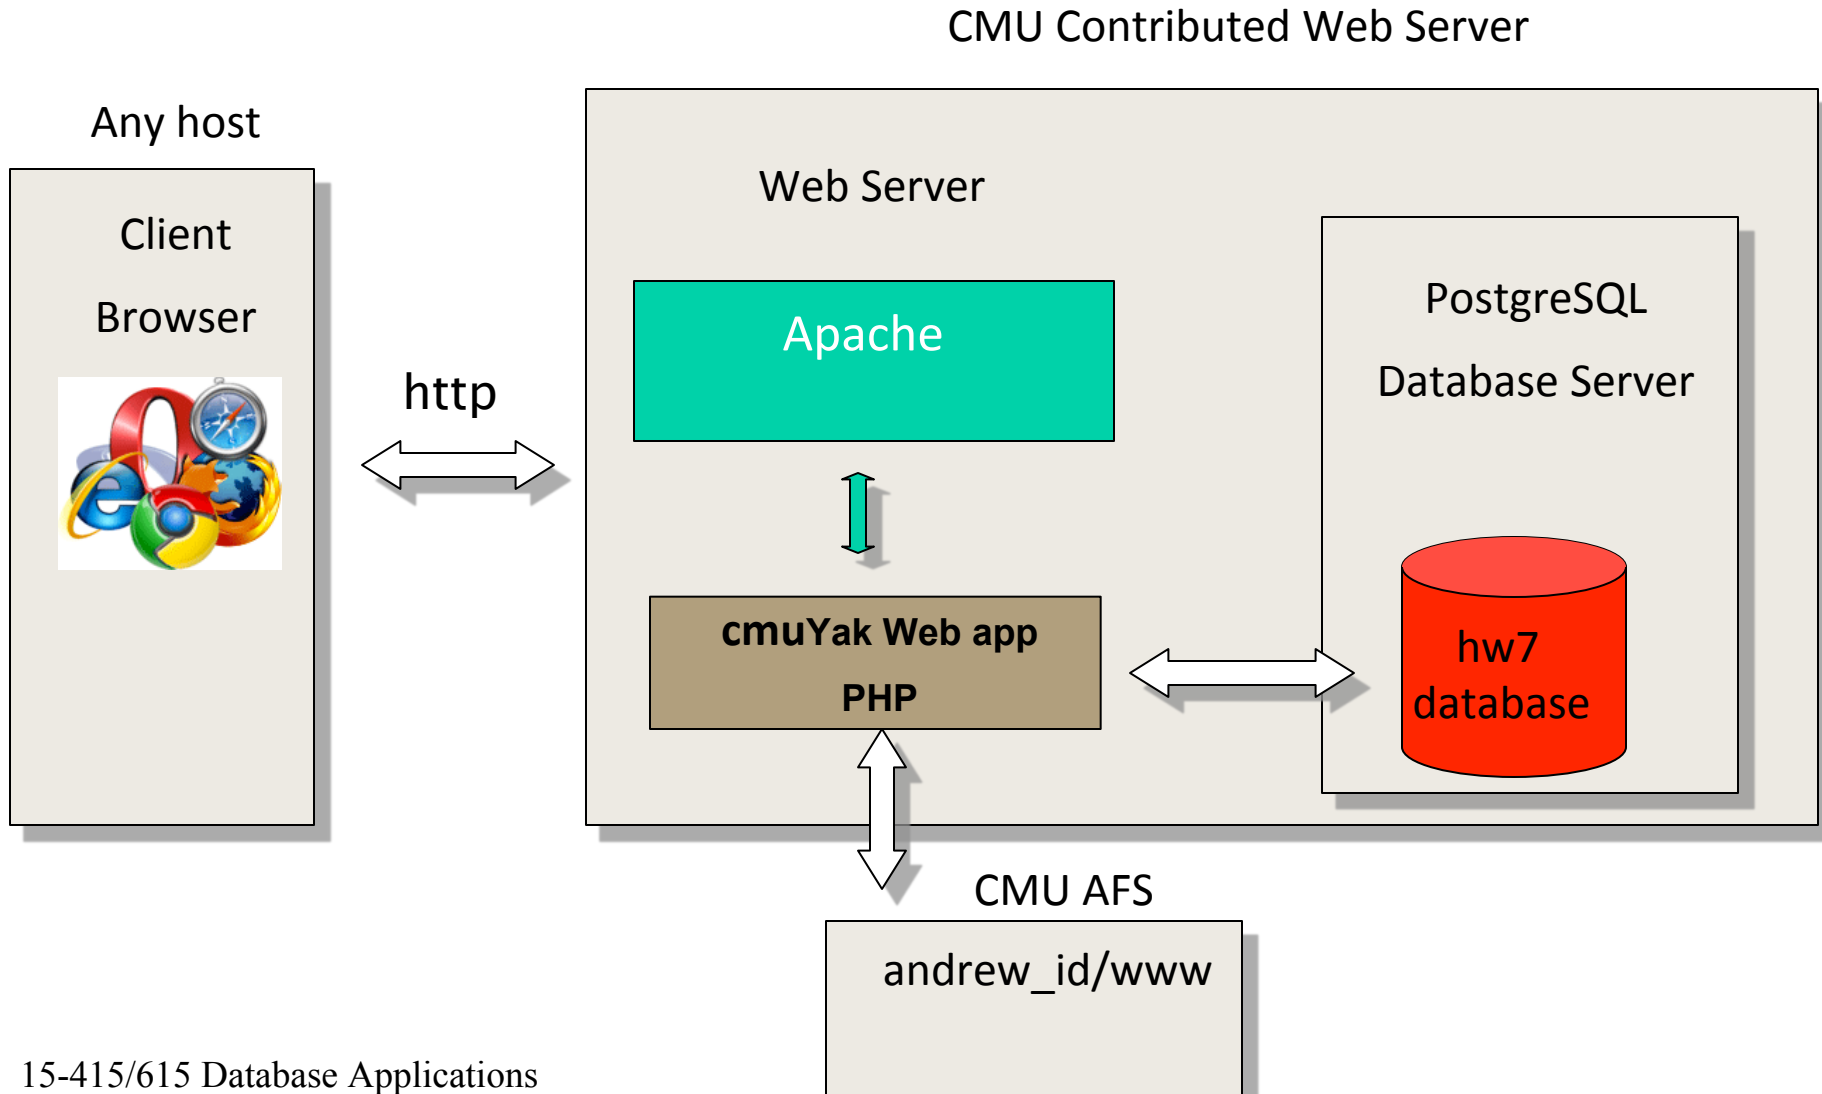 CMU Contributed Web Server
Any host
Client
Browser
http
Web Server
Apache
cmuYak Web app
PHP
PostgreSQL
Database Server
hw7
database
CMU AFS
andrew_id/www
15-415/615 Database Applications